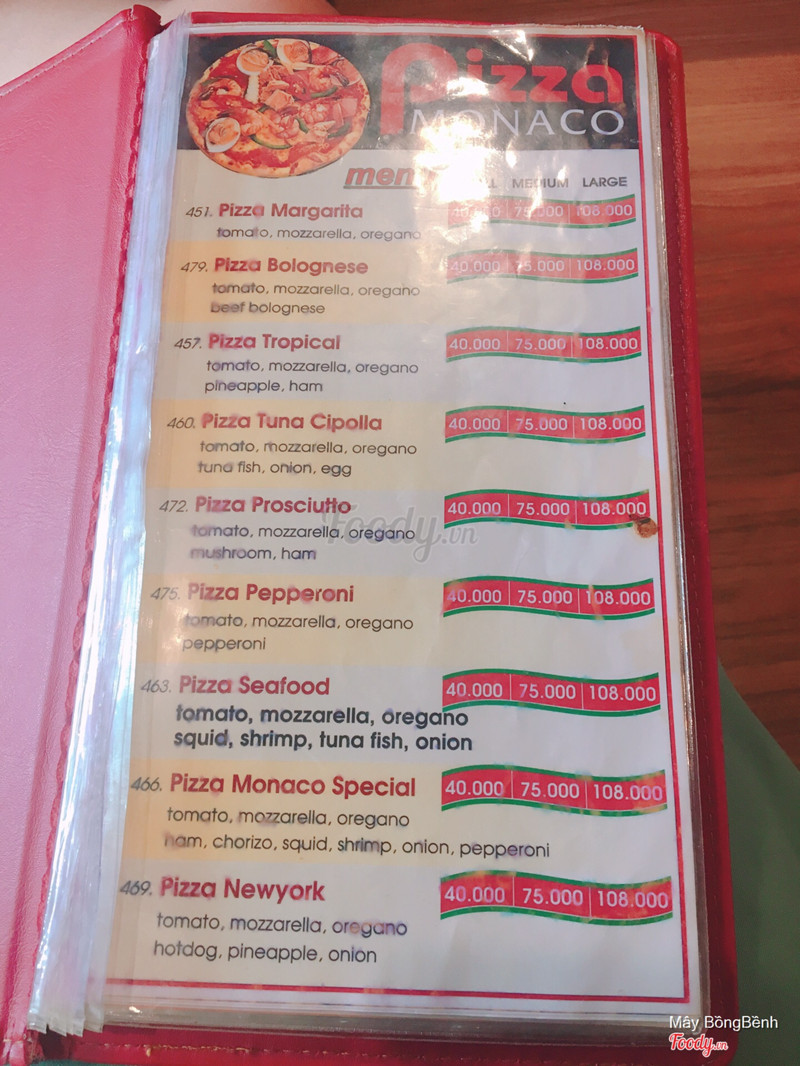 Pizza
MONACO
menu
MEDIUM LARGE
451. Pizza Margarita 40.000 75.000 108.000
tomato, mozzarella, oregano
479. Pizza Bolognese 40.000 75.000 108.000
tomato, mozzarella, oregano
beef bolognese
457. Pizza Tropical 40.000 75.000 108.000
tomato, mozzarella, oregano
pineapple, ham
460. Pizza Tuna Cipolla 40.000 75.000 108.000
tomato, mozzarella, oregano
tuna fish, onion, egg
472. Pizza Prosciutto 40.000 75.000 108.000
tomato, mozzarella, oregano
mushroom, ham
Foody.vn
475. Pizza Pepperoni 40.000 75.000 108.000
tomato, mozzarella, oregano
pepperoni
463. Pizza Seafood 40.000 75.000 108.000
tomato, mozzarella, oregano
squid, shrimp, tuna fish, onion
466. Pizza Monaco Special 40.000 75.000 108.000
tomato, mozzarella, oregano
ham, chorizo, squid, shrimp, onion, pepperoni
469. Pizza Newyork 40.000 75.000 108.000
tomato, mozzarella, oregano
hotdog, pineapple, onion
Mây BồngBềnh
Foody.vn